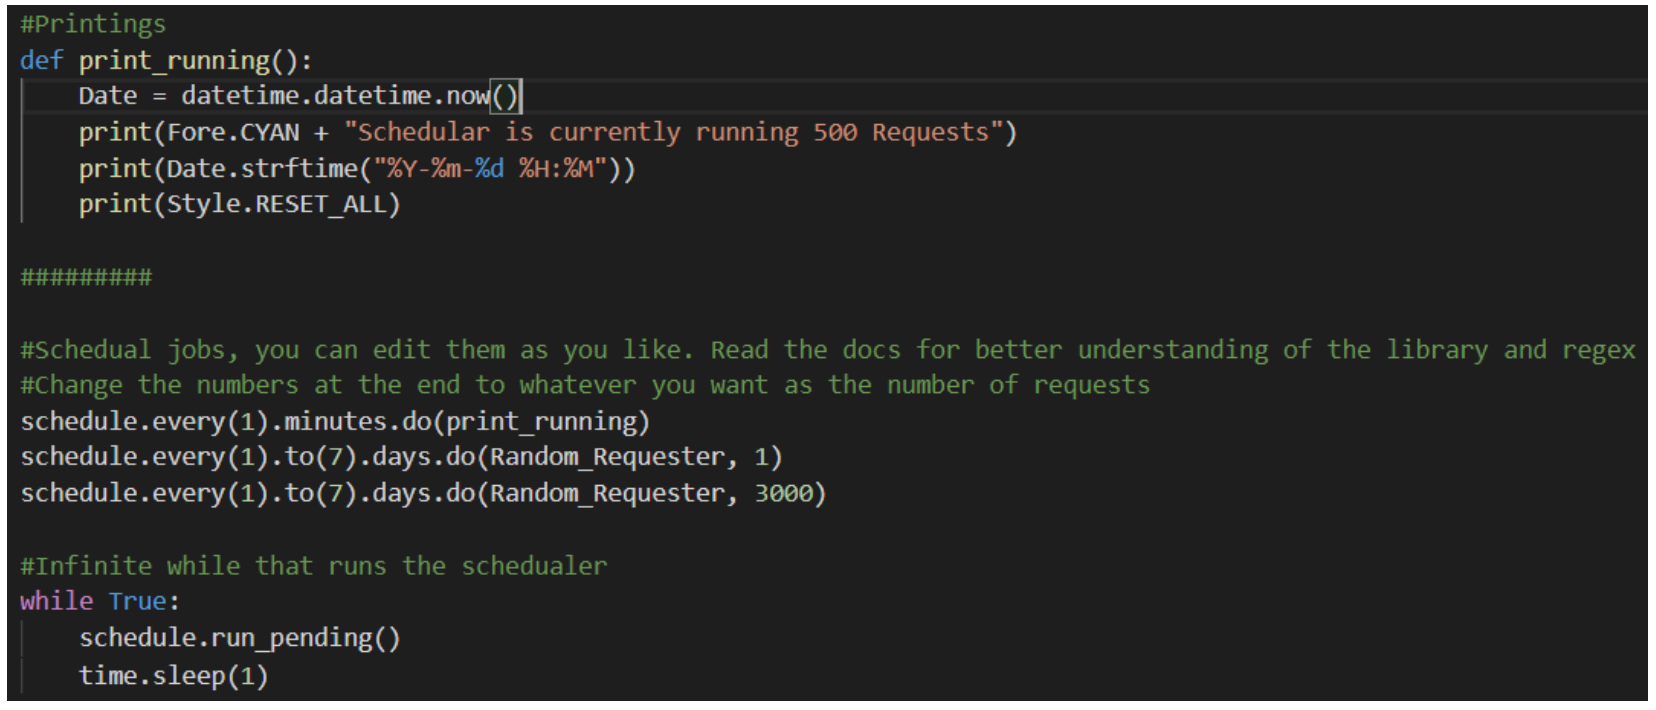 #Printings
def print_running():
    Date = datetime.datetime.now()
    print(Fore.CYAN + "Schedular is currently running 500 Requests")
    print(Date.strftime("%Y-%m-%d %H:%M"))
    print(Style.RESET_ALL)
#########
#Schedual jobs, you can edit them as you like. Read the docs for better understanding of the library and regex
#Change the numbers at the end to whatever you want as the number of requests
schedule.every(1).minutes.do(print_running)
schedule.every(1).to(7).days.do(Random_Requester, 1)
schedule.every(1).to(7).days.do(Random_Requester, 3000)
#Infinite while that runs the schedualer
while True:
    schedule.run_pending()
    time.sleep(1)